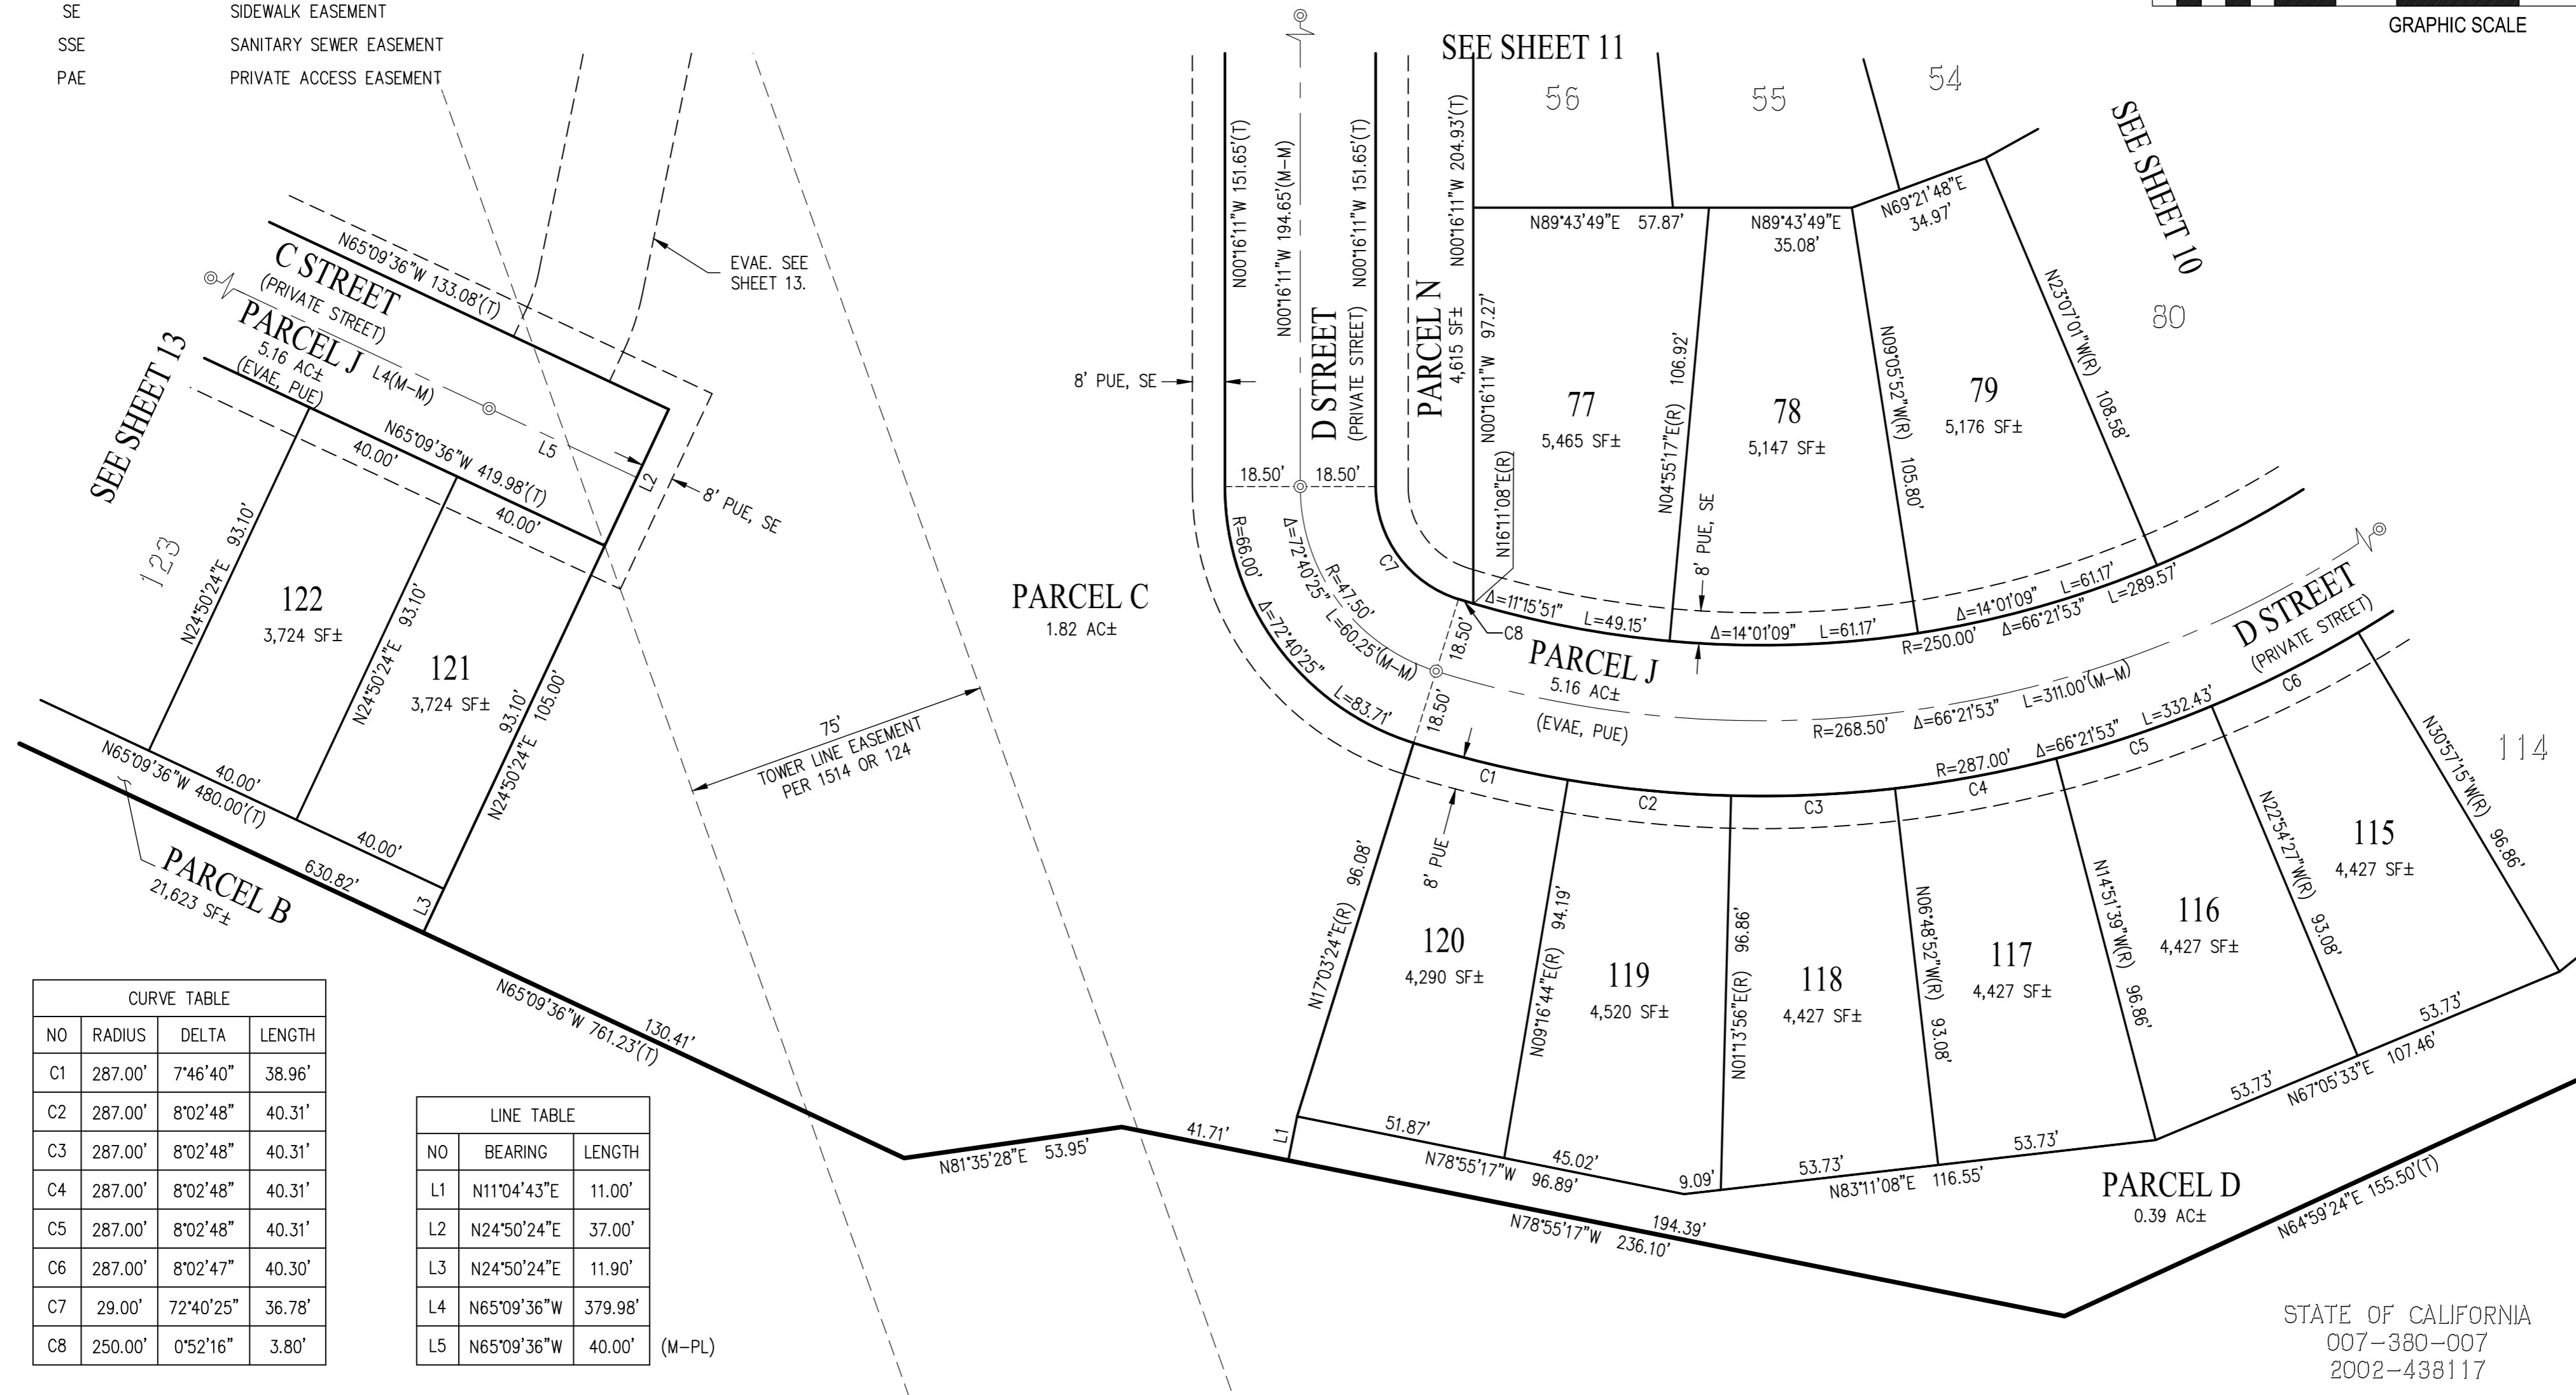 SE SIDEWALK EASEMENT
SSE SANITARY SEWER EASEMENT
PAE PRIVATE ACCESS EASEMENT
GRAPHIC SCALE
SEE SHEET 11
56
55
54
SEE SHEET 10
80
N00°16'11"W 151.65'(T)
N00°16'11"W 194.65'(M-M)
N00°16'11"W 151.65'(T)
N00°16'11"W 204.93'(T)
N89°43'49"E 57.87'
N89°43'49"E
35.08'
N69°21'48"E
34.97'
N65°09'36"W 133.08'(T)
C STREET
(PRIVATE STREET)
PARCEL J
5.16 AC±
(EVAE, PUE)
L4(M-M)
L5
L2
EVAE. SEE
SHEET 13.
SEE SHEET 13
N65°09'36"W 419.98'(T)
40.00'
40.00'
8' PUE, SE
123
N24°50'24"E 93.10'
122
3,724 SF±
N24°50'24"E 93.10'
121
3,724 SF±
93.10'
N24°50'24"E 105.00'
40.00'
40.00'
N65°09'36"W 480.00'(T)
630.82'
L3
PARCEL B
21,623 SF±
N65°09'36"W 761.23'(T)
130.41'
75'
TOWER LINE EASEMENT
PER 1514 OR 124
PARCEL C
1.82 AC±
8' PUE, SE
D STREET
(PRIVATE STREET)
PARCEL N
4,615 SF±
N00°16'11"W 97.27'
N16°11'08"E(R)
77
5,465 SF±
N04°55'17"E(R) 106.92'
78
5,147 SF±
N09°05'52"W(R) 105.80'
79
5,176 SF±
N23°07'01"W(R) 108.58'
18.50'
18.50'
R=66.00'
Δ=72°40'25"
L=83.71'
Δ=72°40'25"
R=47.50'
L=60.25'(M-M)
C7
C8
18.50'
18.50'
8' PUE, SE
Δ=11°15'51" L=49.15'
Δ=14°01'09" L=61.17'
Δ=14°01'09" L=61.17'
R=250.00' Δ=66°21'53" L=289.57'
PARCEL J
5.16 AC±
(EVAE, PUE)
R=268.50' Δ=66°21'53" L=311.00'(M-M)
D STREET
(PRIVATE STREET)
R=287.00' Δ=66°21'53" L=332.43'
C1
C2
C3
C4
C5
C6
8' PUE
N17°03'24"E(R) 96.08'
120
4,290 SF±
N09°16'44"E(R) 94.19'
119
4,520 SF±
N01°13'56"E(R) 96.86'
118
4,427 SF±
N06°48'52"W(R) 93.08'
117
4,427 SF±
N14°51'39"W(R) 96.86'
116
4,427 SF±
N22°54'27"W(R) 93.08'
115
4,427 SF±
N30°57'15"W(R) 96.86'
114
N81°35'28"E 53.95'
41.71'
L1
51.87'
45.02'
N78°55'17"W 96.89'
9.09'
53.73'
53.73'
N83°11'08"E 116.55'
53.73'
53.73'
N67°05'33"E 107.46'
194.39'
N78°55'17"W 236.10'
PARCEL D
0.39 AC±
N64°59'24"E 155.50'(T)
CURVE TABLE
NO RADIUS DELTA LENGTH
C1 287.00' 7°46'40" 38.96'
C2 287.00' 8°02'48" 40.31'
C3 287.00' 8°02'48" 40.31'
C4 287.00' 8°02'48" 40.31'
C5 287.00' 8°02'48" 40.31'
C6 287.00' 8°02'47" 40.30'
C7 29.00' 72°40'25" 36.78'
C8 250.00' 0°52'16" 3.80'
LINE TABLE
NO BEARING LENGTH
L1 N11°04'43"E 11.00'
L2 N24°50'24"E 37.00'
L3 N24°50'24"E 11.90'
L4 N65°09'36"W 379.98'
L5 N65°09'36"W 40.00' (M-PL)
STATE OF CALIFORNIA
007-380-007
2002-438117